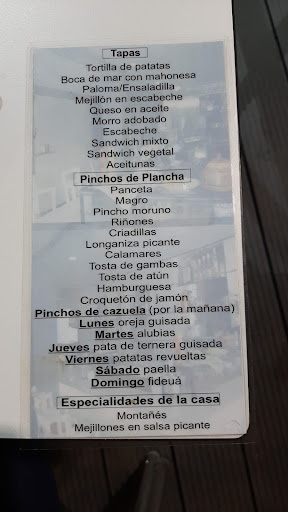 Tapas
Tortilla de patatas
Boca de mar con mahonesa
Paloma/Ensaladilla
Mejillón en escabeche
Queso en aceite
Morro adobado
Escabeche
Sandwich mixto
Sandwich vegetal
Aceitunas
Pinchos de Plancha
Panceta
Magro
Pincho moruno
Riñones
Criadillas
Longaniza picante
Calamares
Tosta de gambas
Tosta de atún
Hamburguesa
Croquetón de jamón
Pinchos de cazuela (por la mañana)
Lunes oreja guisada
Martes alubias
Jueves pata de ternera guisada
Viernes patatas revueltas
Sábado paella
Domingo fideuá
Especialidades de la casa
Montañés
Mejillones en salsa picante